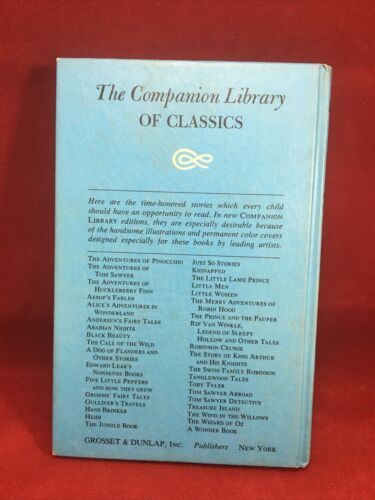 The Companion Library
OF CLASSICS
Here are the time-honored stories which every child
should have an opportunity to read. In new COMPANION
LIBRARY editions, they are especially desirable because
of the handsome illustrations and permanent color covers
designed especially for these books by leading artists.
THE ADVENTURES OF PINOCCHIO
THE ADVENTURES OF
TOM SAWYER
THE ADVENTURES OF
HUCKLEBERRY FINN
AESOP'S FABLES
ALICE'S ADVENTURES IN
WONDERLAND
ANDERSEN'S FAIRY TALES
ARABIAN NIGHTS
BLACK BEAUTY
THE CALL OF THE WILD
A DOG OF FLANDERS AND
OTHER STORIES
EDWARD LEAR'S
NONSENSE BOOKS
FIVE LITTLE PEPPERS
AND HOW THEY GREW
GRIMMS' FAIRY TALES
GULLIVER'S TRAVELS
HANS BRINKER
HEIDI
THE JUNGLE BOOK
JUST SO STORIES
KIDNAPPED
THE LITTLE LAME PRINCE
LITTLE MEN
LITTLE WOMEN
THE MERRY ADVENTURES OF
ROBIN HOOD
THE PRINCE AND THE PAUPER
RIP VAN WINKLE,
LEGEND OF SLEEPY
HOLLOW AND OTHER TALES
ROBINSON CRUSOE
THE STORY OF KING ARTHUR
AND HIS KNIGHTS
THE SWISS FAMILY ROBINSON
TANGLEWOOD TALES
TOBY TYLER
TOM SAWYER ABROAD
TOM SAWYER DETECTIVE
TREASURE ISLAND
THE WIND IN THE WILLOWS
THE WIZARD OF OZ
A WONDER BOOK
GROSSET & DUNLAP, INC. Publishers NEW YORK